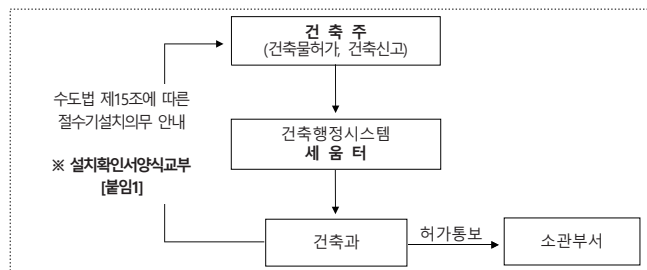 건 축 주
(건축물허가, 건축신고)
수도법 제15조에 따른
절수기설치의무 안내
※ 설치확인서양식교부
[붙임1]
건축행정시스템
세 움 터
건축과
허가통보
소관부서